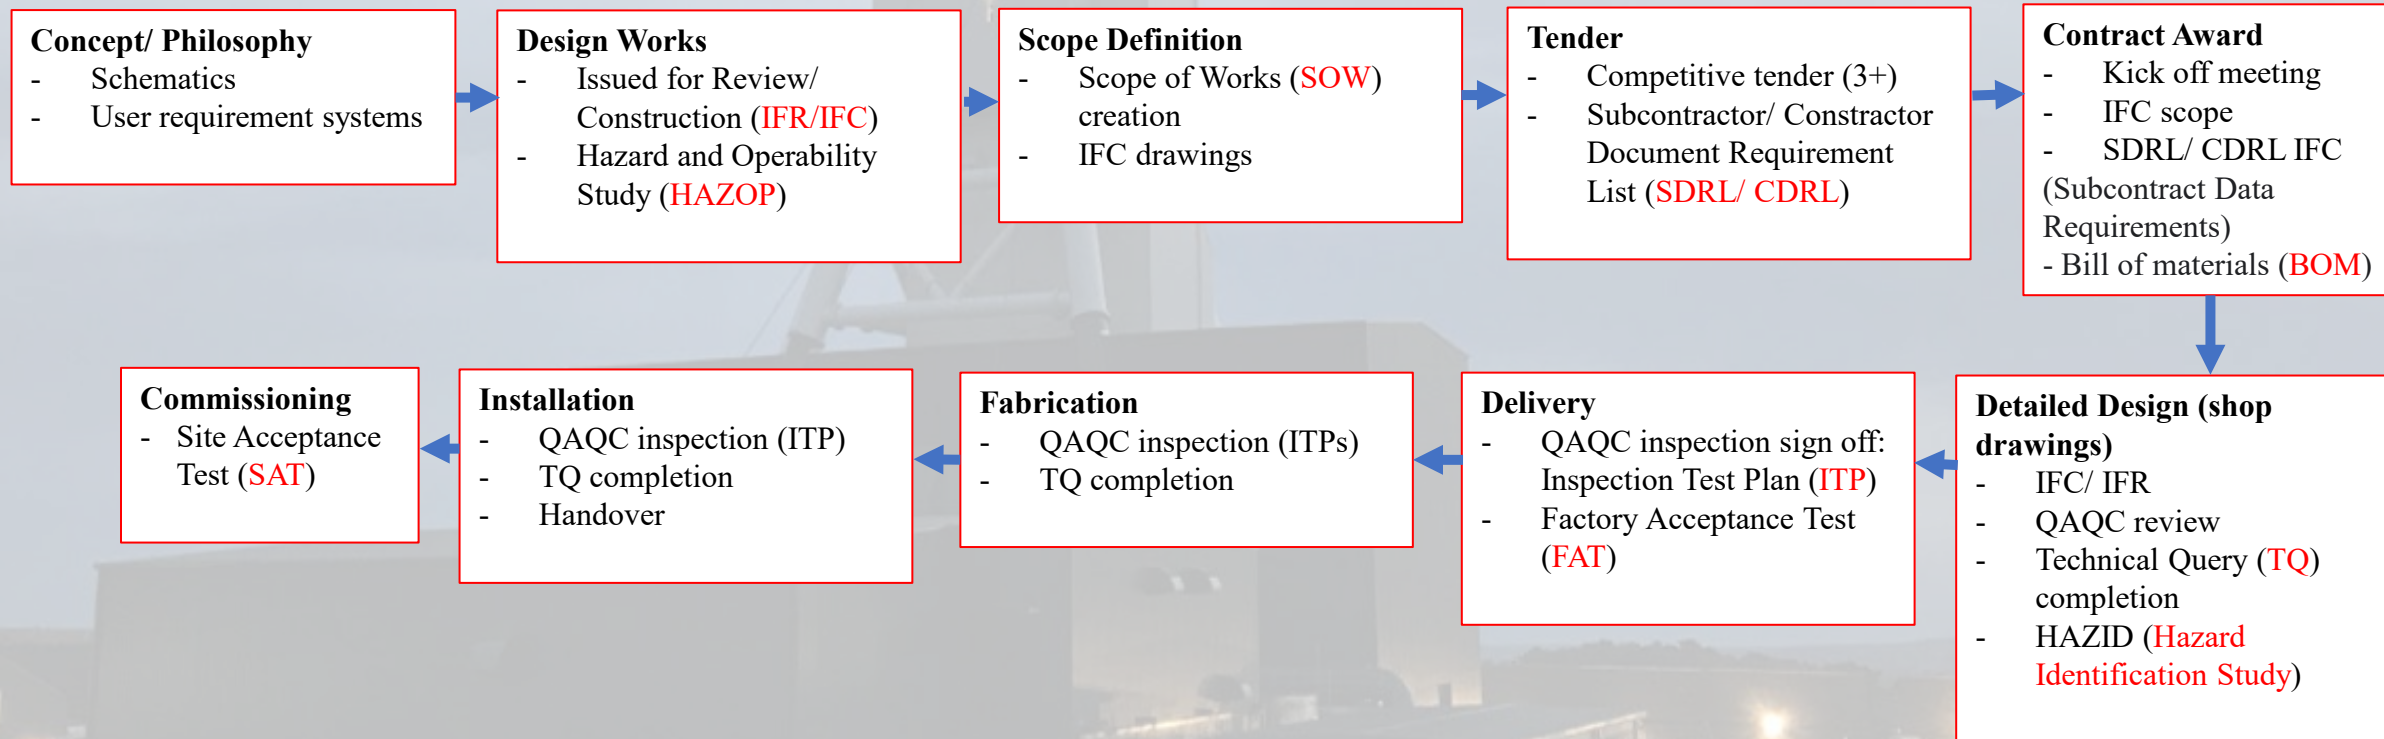 Concept/ Philosophy
- Schematics
- User requirement systems
Design Works
- Issued for Review/
Construction (IFR/IFC)
- Hazard and Operability
Study (HAZOP)
Scope Definition
- Scope of Works (SOW)
creation
- IFC drawings
Tender
- Competitive tender (3+)
- Subcontractor/ Constractor
Document Requirement
List (SDRL/ CDRL)
Contract Award
- Kick off meeting
- IFC scope
- SDRL/ CDRL IFC
(Subcontract Data
Requirements)
- Bill of materials (BOM)
Detailed Design (shop
drawings)
- IFC/ IFR
- QAQC review
- Technical Query (TQ)
completion
- HAZID (Hazard
Identification Study)
Delivery
- QAQC inspection sign off:
Inspection Test Plan (ITP)
- Factory Acceptance Test
(FAT)
Fabrication
- QAQC inspection (ITPs)
- TQ completion
Installation
- QAQC inspection (ITP)
- TQ completion
- Handover
Commissioning
- Site Acceptance
Test (SAT)